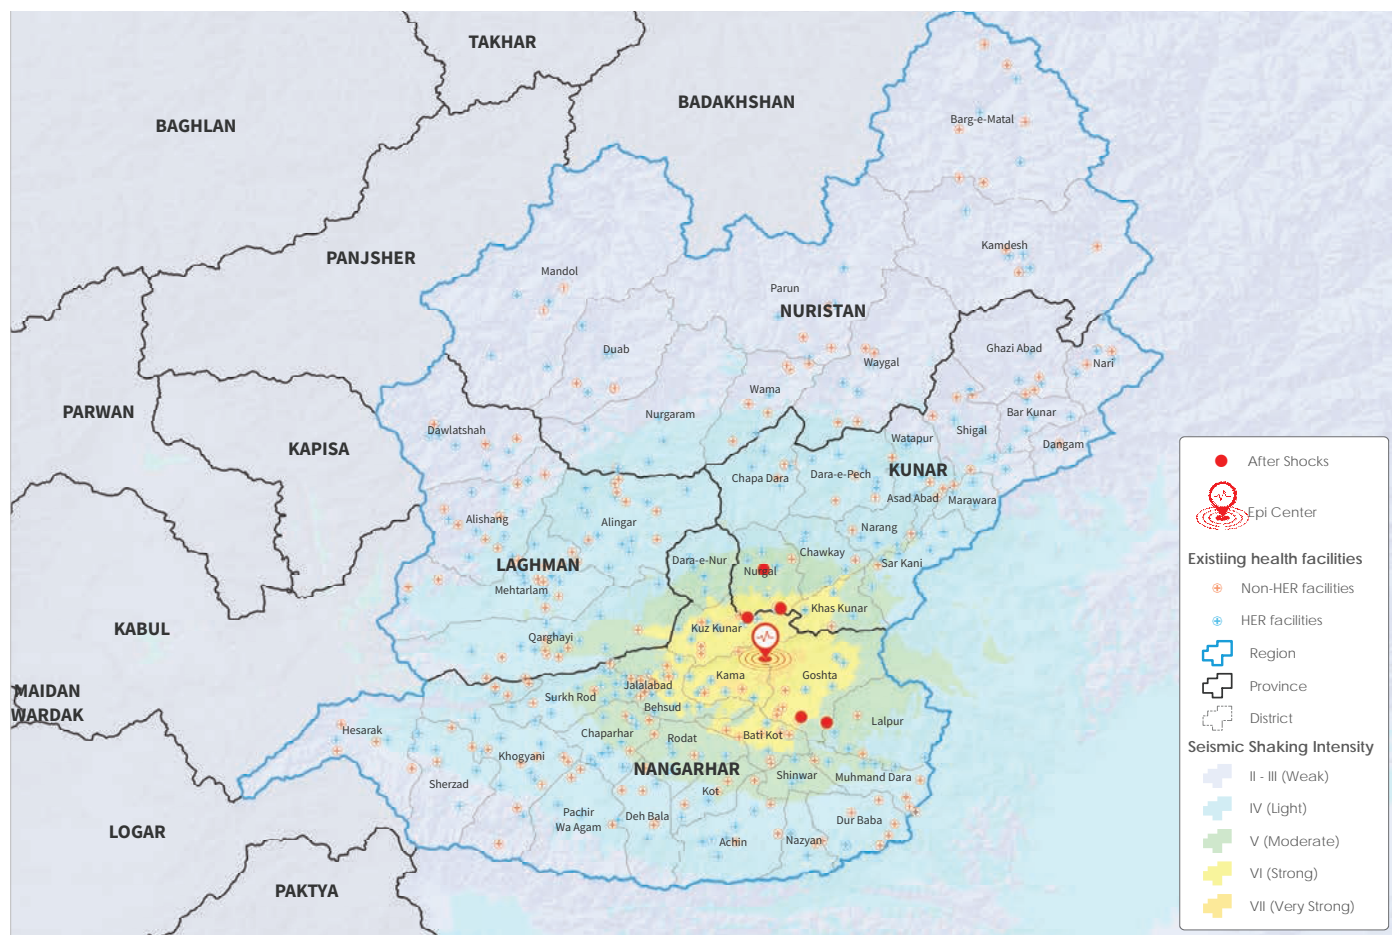 TAKHAR
BADAKHSHAN
BAGHLAN
Barg-e-Matal
PANJSHER
Kamdesh
Mandol
Parun
NURISTAN
Duab
Ghazi Abad
Nari
Waygal
Wama
PARWAN
Nurgaram
Bar Kunar
Dawlatshah
Shigal
KAPISA
Watapur
Dangam
KUNAR
Chapa Dara
Dara-e-Pech
Asad Abad
Marawara
Alishang
Alingar
Narang
Chawkay
LAGHMAN
Dara-e-Nur
Nurgal
Sar Kani
Mehtarlam
Khas Kunar
KABUL
Kuz Kunar
Qarghayi
Kama
Goshta
MAIDAN
WARDAK
Surkh Rod
Jalalabad
Behsud
Lalpur
Hesarak
Chaparhar
Rodat
Bati Kot
Khogyani
NANGARHAR
Shinwar
Muhmand Dara
Sherzad
Kot
Pachir
Wa Agam
Deh Bala
Dur Baba
LOGAR
Achin
Nazyan
PAKTYA
After Shocks
Epi Center
Existiing health facilities
Non-HER facilities
HER facilities
Region
Province
District
Seismic Shaking Intensity
II - III (Weak)
IV (Light)
V (Moderate)
VI (Strong)
VII (Very Strong)